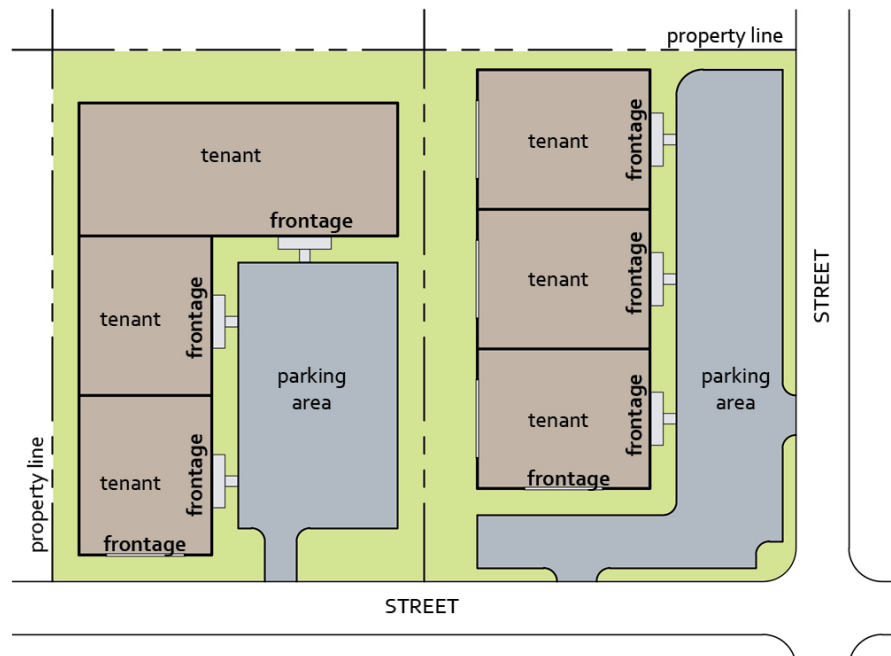 property line
tenant
frontage
tenant
frontage
tenant
frontage
frontage
parking
area
property line
tenant
frontage
tenant
frontage
tenant
frontage
frontage
parking
area
STREET
STREET